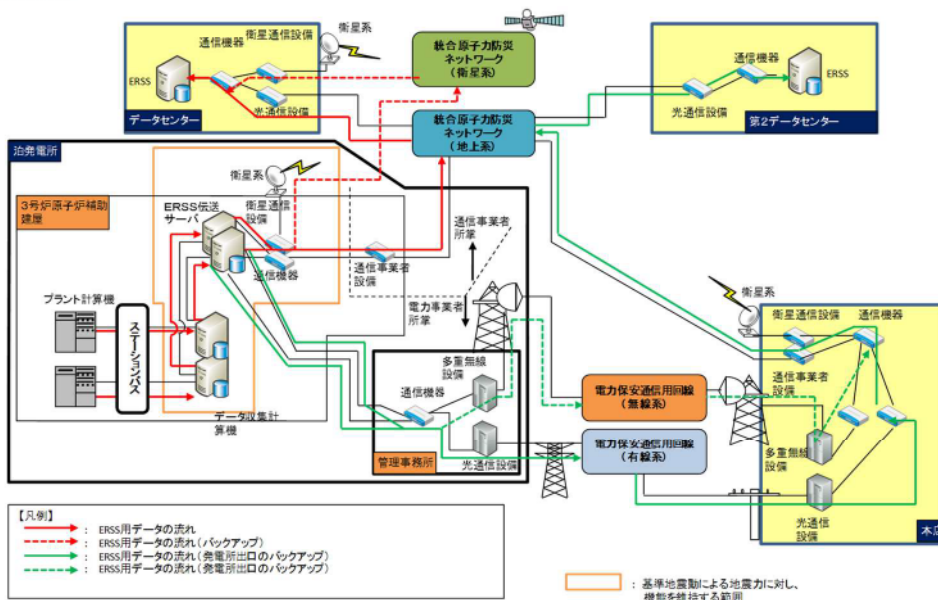 通信機器
衛星通信設備
衛星系
ERSS
光通信設備
データセンター
統合原子力防災
ネットワーク
(衛星系)
統合原子力防災
ネットワーク
(地上系)
通信機器
ERSS
光通信設備
第2データセンター
泊発電所
3号炉原子炉補助
建屋
ERSS伝送
サーバ
衛星系
衛星通信
設備
通信機器
通信事業者
所掌
通信事業者
設備
電力事業者
所掌
プラント計算機
ステーションバス
データ収集計
算機
多重無線
設備
通信機器
光通信設備
管理事務所
電力保安通信用回線
(無線系)
電力保安通信用回線
(有線系)
衛星系
衛星通信設備
通信機器
通信事業者
設備
多重無線
設備
光通信
設備
本店
【凡例】
: ERSS用データの流れ
: ERSS用データの流れ(バックアップ)
: ERSS用データの流れ(発電所出口のバックアップ)
: ERSS用データの流れ(発電所出口のバックアップ)
: 基準地震動による地震力に対し、
機能を維持する範囲